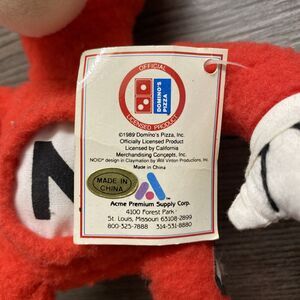 OFFICIAL
DOMINO'S
PIZZA
LICENSED PRODUCT
©1989 Domino's Pizza, Inc.
Officially Licensed Product
Licensed by California
Merchandising Concepts, Inc.
NOID® design in Claymation by Will Vinton Productions, Inc.
Made in China
MADE IN
CHINA
Acme Premium Supply Corp.
4100 Forest Park
St. Louis, Missouri 63108-2899
800-325-7888 314-531-8880
N